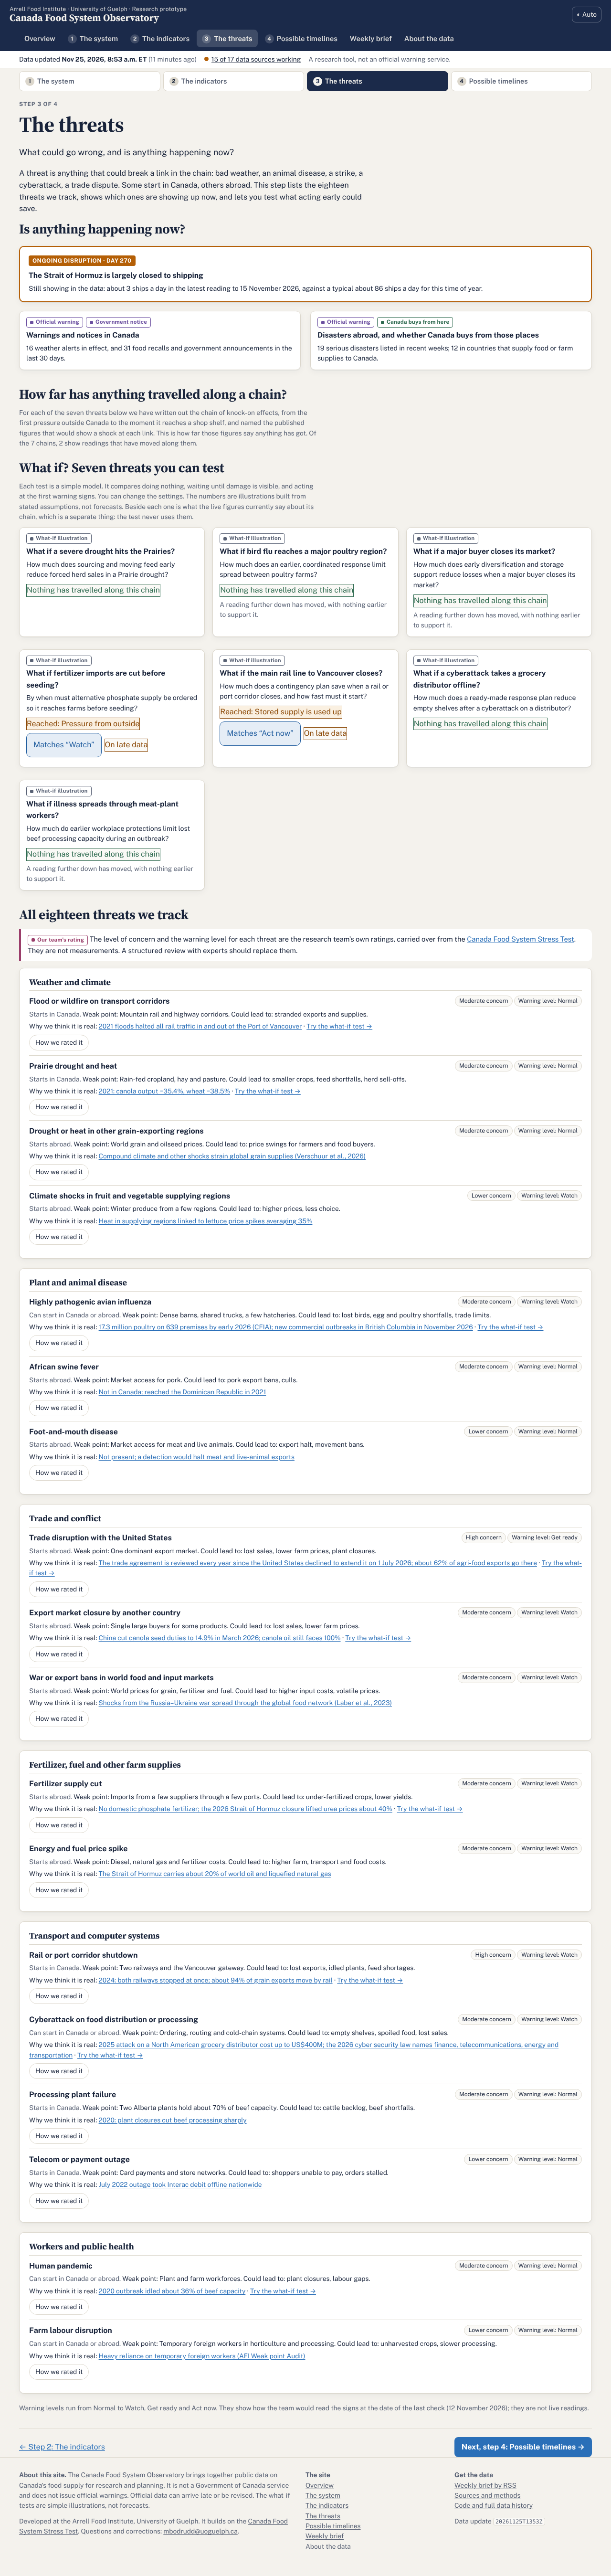 Arrell Food Institute · University of Guelph · Research prototype
Canada Food System Observatory
Auto
Overview
1 The system
2 The indicators
3 The threats
4 Possible timelines
Weekly brief
About the data
Data updated Nov 25, 2026, 8:53 a.m. ET (11 minutes ago)
15 of 17 data sources working
A research tool, not an official warning service.
1 The system
2 The indicators
3 The threats
4 Possible timelines
STEP 3 OF 4
The threats
What could go wrong, and is anything happening now?
A threat is anything that could break a link in the chain: bad weather, an animal disease, a strike, a
cyberattack, a trade dispute. Some start in Canada, others abroad. This step lists the eighteen
threats we track, shows which ones are showing up now, and lets you test what acting early could
save.
Is anything happening now?
ONGOING DISRUPTION · DAY 270
The Strait of Hormuz is largely closed to shipping
Still showing in the data: about 3 ships a day in the latest reading to 15 November 2026, against a typical about 86 ships a day for this time of year.
Official warning
Government notice
Warnings and notices in Canada
16 weather alerts in effect, and 31 food recalls and government announcements in the
last 30 days.
Official warning
Canada buys from here
Disasters abroad, and whether Canada buys from those places
19 serious disasters listed in recent weeks; 12 in countries that supply food or farm
supplies to Canada.
How far has anything travelled along a chain?
For each of the seven threats below we have written out the chain of knock-on effects, from the
first pressure outside Canada to the moment it reaches a shop shelf, and named the published
figures that would show a shock at each link. This is how far those figures say anything has got. Of
the 7 chains, 2 show readings that have moved along them.
What if? Seven threats you can test
Each test is a simple model. It compares doing nothing, waiting until damage is visible, and acting
at the first warning signs. You can change the settings. The numbers are illustrations built from
stated assumptions, not forecasts. Beside each one is what the live figures currently say about its
chain, which is a separate thing: the test never uses them.
What-if illustration
What if a severe drought hits the Prairies?
How much does sourcing and moving feed early
reduce forced herd sales in a Prairie drought?
Nothing has travelled along this chain
What-if illustration
What if bird flu reaches a major poultry region?
How much does an earlier, coordinated response limit
spread between poultry farms?
Nothing has travelled along this chain
A reading further down has moved, with nothing earlier
to support it.
What-if illustration
What if a major buyer closes its market?
How much does early diversification and storage
support reduce losses when a major buyer closes its
market?
Nothing has travelled along this chain
A reading further down has moved, with nothing earlier
to support it.
What-if illustration
What if fertilizer imports are cut before
seeding?
By when must alternative phosphate supply be ordered
so it reaches farms before seeding?
Reached: Pressure from outside
Matches “Watch”
On late data
What-if illustration
What if the main rail line to Vancouver closes?
How much does a contingency plan save when a rail or
port corridor closes, and how fast must it start?
Reached: Stored supply is used up
Matches “Act now”
On late data
What-if illustration
What if a cyberattack takes a grocery
distributor offline?
How much does a ready-made response plan reduce
empty shelves after a cyberattack on a distributor?
Nothing has travelled along this chain
What-if illustration
What if illness spreads through meat-plant
workers?
How much do earlier workplace protections limit lost
beef processing capacity during an outbreak?
Nothing has travelled along this chain
A reading further down has moved, with nothing earlier
to support it.
All eighteen threats we track
Our team's rating The level of concern and the warning level for each threat are the research team's own ratings, carried over from the Canada Food System Stress Test.
They are not measurements. A structured review with experts should replace them.
Weather and climate
Flood or wildfire on transport corridors
Moderate concern
Warning level: Normal
Starts in Canada. Weak point: Mountain rail and highway corridors. Could lead to: stranded exports and supplies.
Why we think it is real: 2021 floods halted all rail traffic in and out of the Port of Vancouver · Try the what-if test →
How we rated it
Prairie drought and heat
Moderate concern
Warning level: Normal
Starts in Canada. Weak point: Rain-fed cropland, hay and pasture. Could lead to: smaller crops, feed shortfalls, herd sell-offs.
Why we think it is real: 2021: canola output −35.4%, wheat −38.5% · Try the what-if test →
How we rated it
Drought or heat in other grain-exporting regions
Moderate concern
Warning level: Normal
Starts abroad. Weak point: World grain and oilseed prices. Could lead to: price swings for farmers and food buyers.
Why we think it is real: Compound climate and other shocks strain global grain supplies (Verschuur et al., 2026)
How we rated it
Climate shocks in fruit and vegetable supplying regions
Lower concern
Warning level: Watch
Starts abroad. Weak point: Winter produce from a few regions. Could lead to: higher prices, less choice.
Why we think it is real: Heat in supplying regions linked to lettuce price spikes averaging 35%
How we rated it
Plant and animal disease
Highly pathogenic avian influenza
Moderate concern
Warning level: Watch
Can start in Canada or abroad. Weak point: Dense barns, shared trucks, a few hatcheries. Could lead to: lost birds, egg and poultry shortfalls, trade limits.
Why we think it is real: 17.3 million poultry on 639 premises by early 2026 (CFIA); new commercial outbreaks in British Columbia in November 2026 · Try the what-if test →
How we rated it
African swine fever
Moderate concern
Warning level: Normal
Starts abroad. Weak point: Market access for pork. Could lead to: pork export bans, culls.
Why we think it is real: Not in Canada; reached the Dominican Republic in 2021
How we rated it
Foot-and-mouth disease
Lower concern
Warning level: Normal
Starts abroad. Weak point: Market access for meat and live animals. Could lead to: export halt, movement bans.
Why we think it is real: Not present; a detection would halt meat and live-animal exports
How we rated it
Trade and conflict
Trade disruption with the United States
High concern
Warning level: Get ready
Starts abroad. Weak point: One dominant export market. Could lead to: lost sales, lower farm prices, plant closures.
Why we think it is real: The trade agreement is reviewed every year since the United States declined to extend it on 1 July 2026; about 62% of agri-food exports go there · Try the what-
if test →
How we rated it
Export market closure by another country
Moderate concern
Warning level: Watch
Starts abroad. Weak point: Single large buyers for some products. Could lead to: lost sales, lower farm prices.
Why we think it is real: China cut canola seed duties to 14.9% in March 2026; canola oil still faces 100% · Try the what-if test →
How we rated it
War or export bans in world food and input markets
Moderate concern
Warning level: Watch
Starts abroad. Weak point: World prices for grain, fertilizer and fuel. Could lead to: higher input costs, volatile prices.
Why we think it is real: Shocks from the Russia–Ukraine war spread through the global food network (Laber et al., 2023)
How we rated it
Fertilizer, fuel and other farm supplies
Fertilizer supply cut
Moderate concern
Warning level: Watch
Starts abroad. Weak point: Imports from a few suppliers through a few ports. Could lead to: under-fertilized crops, lower yields.
Why we think it is real: No domestic phosphate fertilizer; the 2026 Strait of Hormuz closure lifted urea prices about 40% · Try the what-if test →
How we rated it
Energy and fuel price spike
Moderate concern
Warning level: Watch
Starts abroad. Weak point: Diesel, natural gas and fertilizer costs. Could lead to: higher farm, transport and food costs.
Why we think it is real: The Strait of Hormuz carries about 20% of world oil and liquefied natural gas
How we rated it
Transport and computer systems
Rail or port corridor shutdown
High concern
Warning level: Watch
Starts in Canada. Weak point: Two railways and the Vancouver gateway. Could lead to: lost exports, idled plants, feed shortages.
Why we think it is real: 2024: both railways stopped at once; about 94% of grain exports move by rail · Try the what-if test →
How we rated it
Cyberattack on food distribution or processing
Moderate concern
Warning level: Watch
Can start in Canada or abroad. Weak point: Ordering, routing and cold-chain systems. Could lead to: empty shelves, spoiled food, lost sales.
Why we think it is real: 2025 attack on a North American grocery distributor cost up to US$400M; the 2026 cyber security law names finance, telecommunications, energy and
transportation · Try the what-if test →
How we rated it
Processing plant failure
Moderate concern
Warning level: Normal
Starts in Canada. Weak point: Two Alberta plants hold about 70% of beef capacity. Could lead to: cattle backlog, beef shortfalls.
Why we think it is real: 2020: plant closures cut beef processing sharply
How we rated it
Telecom or payment outage
Lower concern
Warning level: Normal
Starts in Canada. Weak point: Card payments and store networks. Could lead to: shoppers unable to pay, orders stalled.
Why we think it is real: July 2022 outage took Interac debit offline nationwide
How we rated it
Workers and public health
Human pandemic
Moderate concern
Warning level: Normal
Can start in Canada or abroad. Weak point: Plant and farm workforces. Could lead to: plant closures, labour gaps.
Why we think it is real: 2020 outbreak idled about 36% of beef capacity · Try the what-if test →
How we rated it
Farm labour disruption
Lower concern
Warning level: Normal
Can start in Canada or abroad. Weak point: Temporary foreign workers in horticulture and processing. Could lead to: unharvested crops, slower processing.
Why we think it is real: Heavy reliance on temporary foreign workers (AFI Weak point Audit)
How we rated it
Warning levels run from Normal to Watch, Get ready and Act now. They show how the team would read the signs at the date of the last check (12 November 2026); they are not live readings.
← Step 2: The indicators
Next, step 4: Possible timelines →
About this site. The Canada Food System Observatory brings together public data on
Canada's food supply for research and planning. It is not a Government of Canada service
and does not issue official warnings. Official data can arrive late or be revised. The what-if
tests are simple illustrations, not forecasts.
Developed at the Arrell Food Institute, University of Guelph. It builds on the Canada Food
System Stress Test. Questions and corrections: mbodrudd@uoguelph.ca.
The site
Overview
The system
The indicators
The threats
Possible timelines
Weekly brief
About the data
Get the data
Weekly brief by RSS
Sources and methods
Code and full data history
Data update 20261125T1353Z